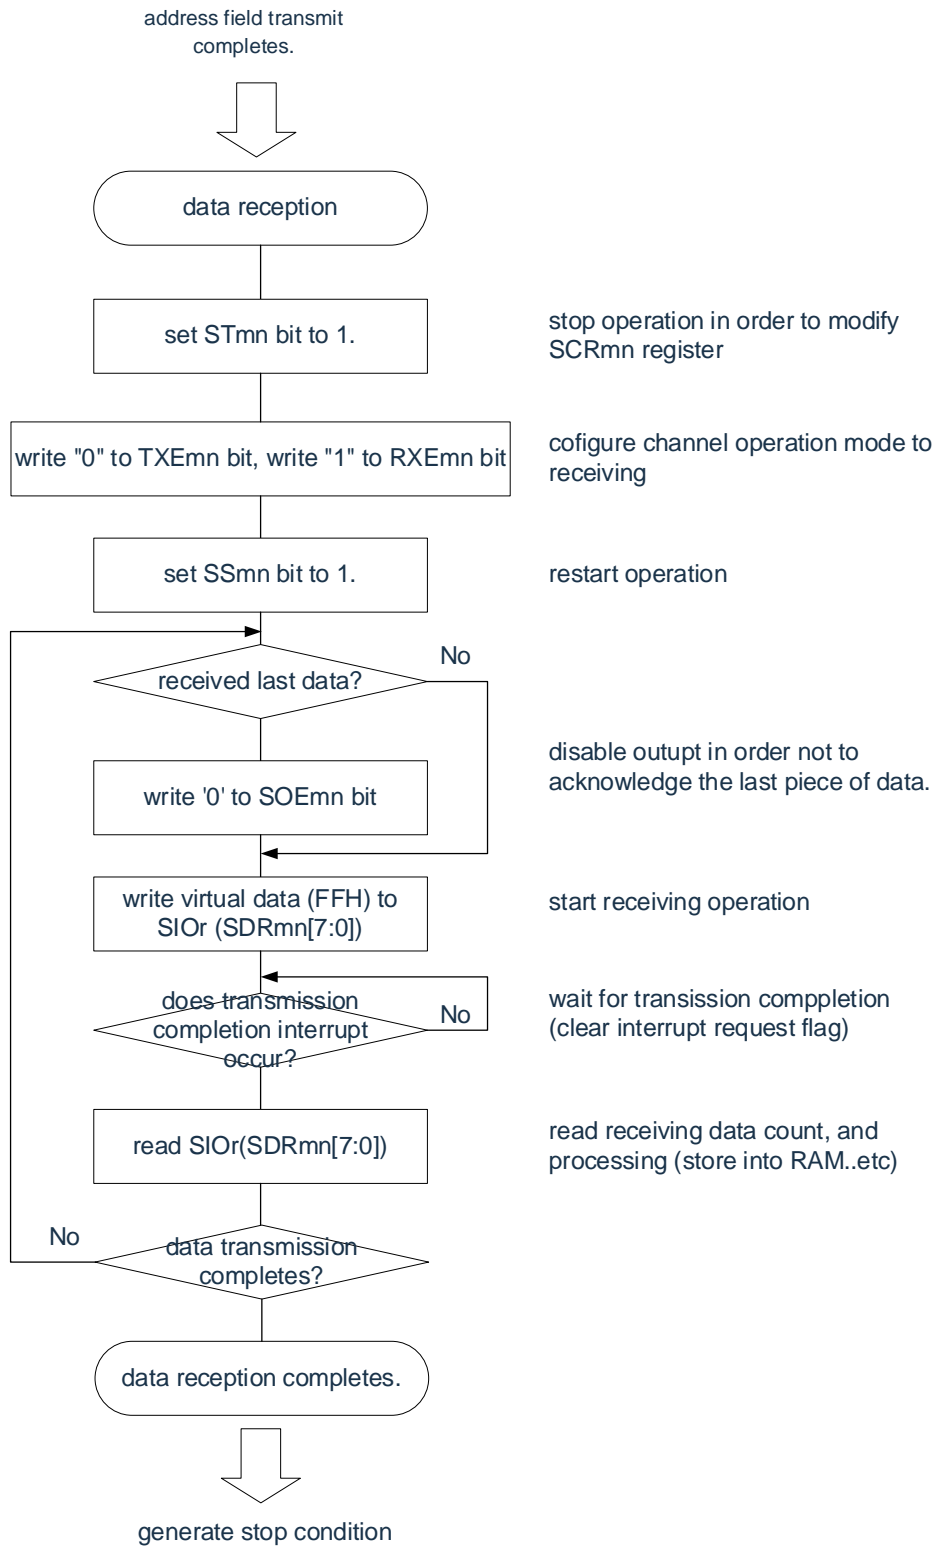 address field transmit
completes.
data reception
set STmn bit to 1.
stop operation in order to modify
SCRmn register
write "0" to TXEmn bit, write "1" to RXEmn bit
cofigure channel operation mode to
receiving
set SSmn bit to 1.
restart operation
No
received last data?
disable outupt in order not to
acknowledge the last piece of data.
write '0' to SOEmn bit
write virtual data (FFH) to
SIOr (SDRmn[7:0])
start receiving operation
does transmission
completion interrupt
occur?
No
wait for transission comppletion
(clear interrupt request flag)
read SIOr(SDRmn[7:0])
read receiving data count, and
processing (store into RAM..etc)
No
data transmission
completes?
data reception completes.
generate stop condition